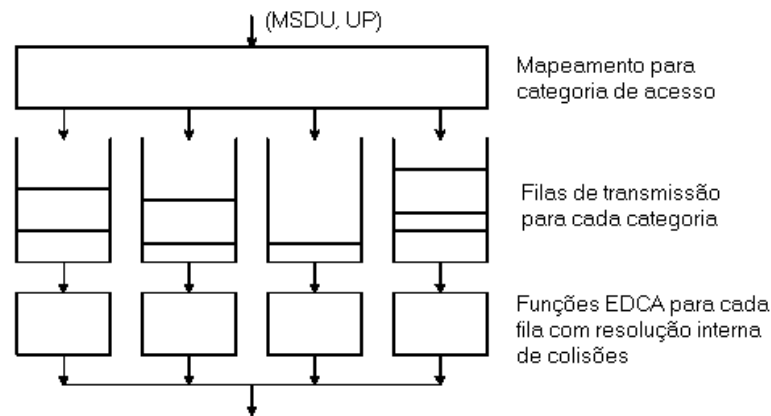 (MSDU, UP)
Mapeamento para
categoria de acesso
Filas de transmissão
para cada categoria
Funções EDCA para cada
fila com resolução interna
de colisões